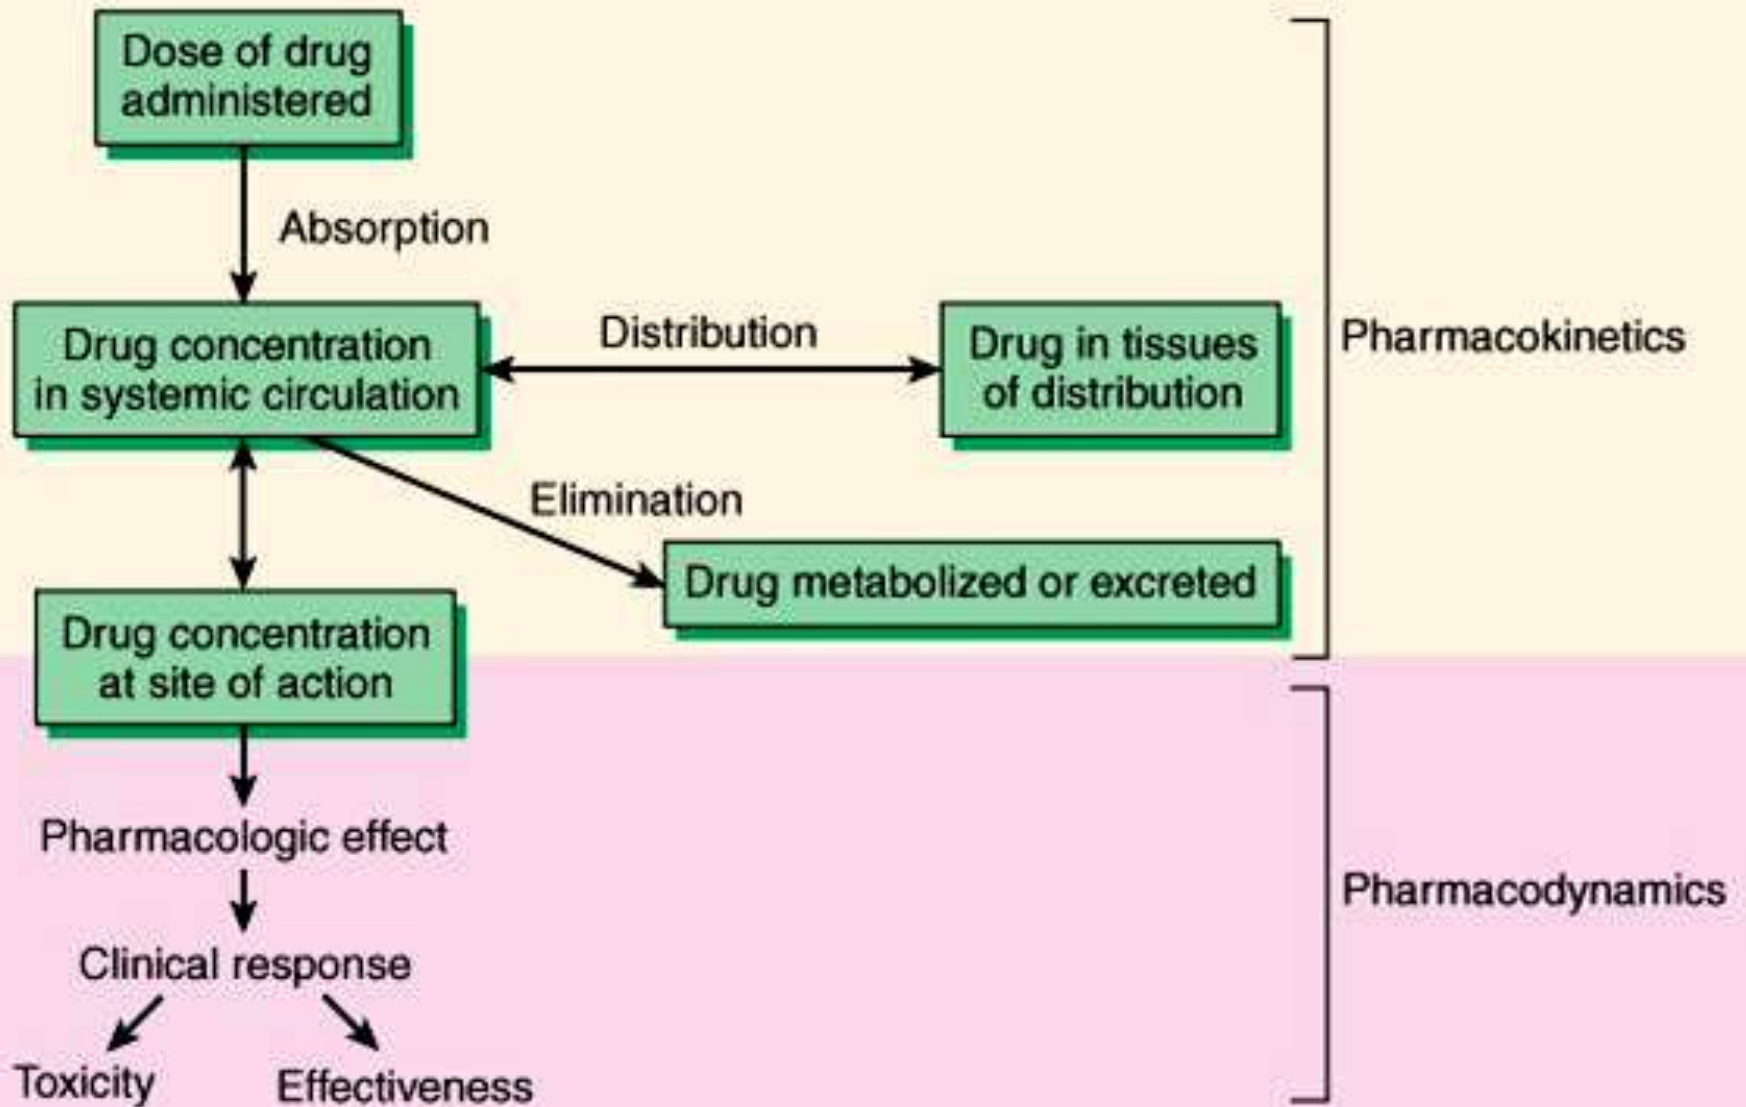 Dose of drug
administered
Absorption
Drug concentration
in systemic circulation
Distribution
Drug in tissues
of distribution
Pharmacokinetics
Elimination
Drug metabolized or excreted
Drug concentration
at site of action
Pharmacologic effect
Pharmacodynamics
Clinical response
Toxicity
Effectiveness